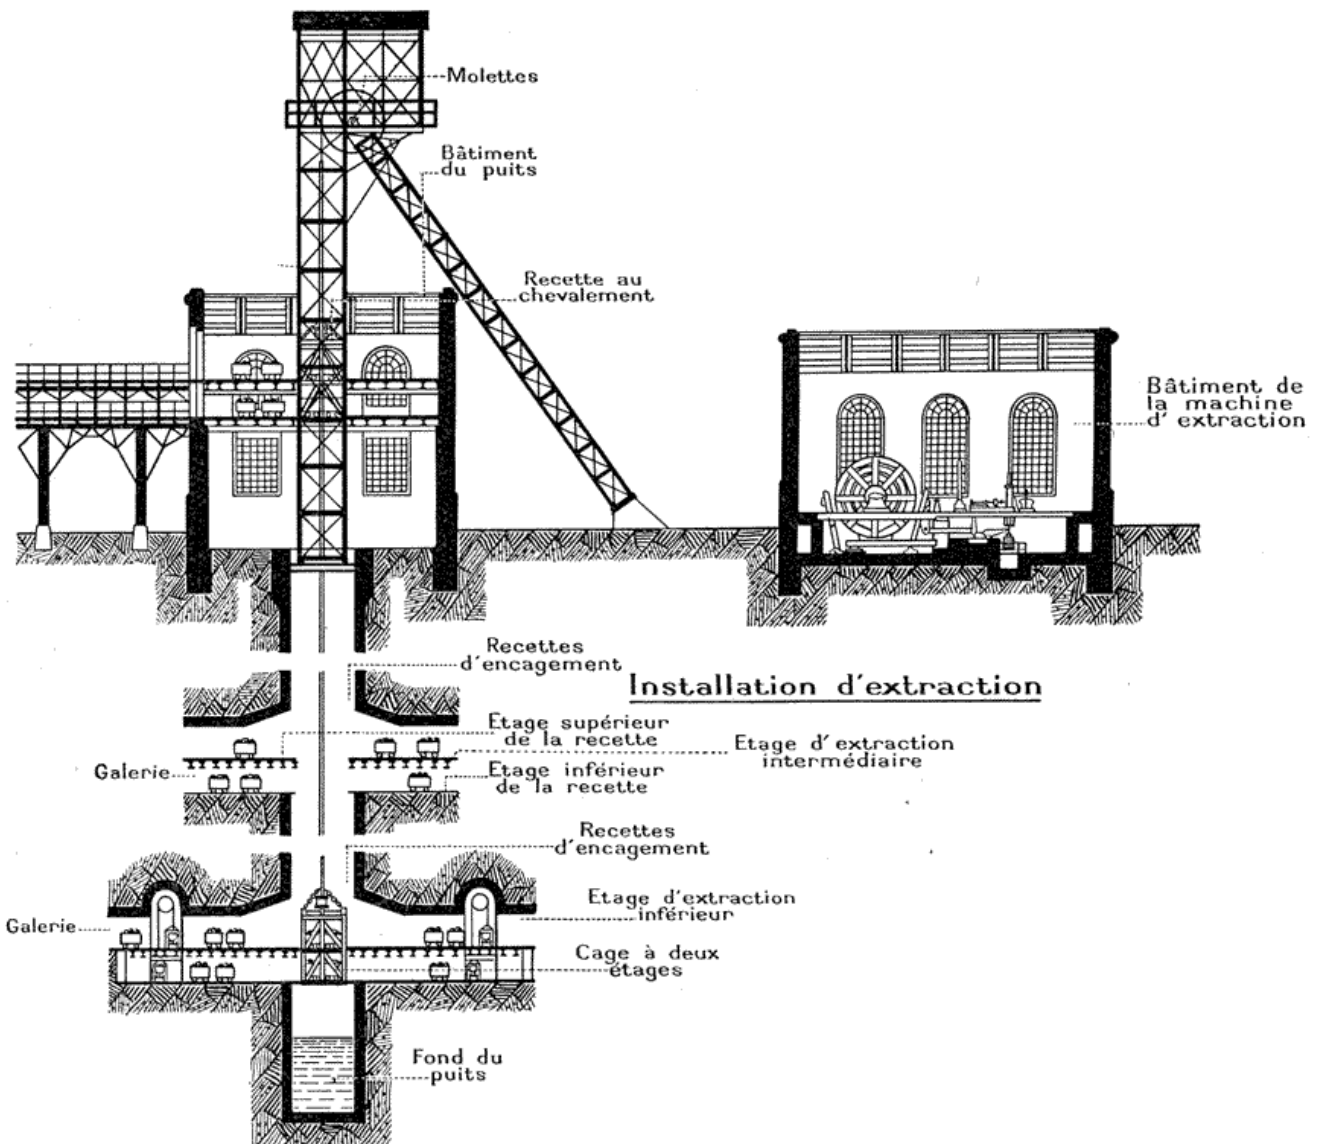 Molettes
Bâtiment
du puits
Recette au
chevalement
Bâtiment de
la machine
d'extraction
Recettes
d'encagement
Installation d'extraction
Etage supérieur
de la recette
Etage d'extraction
intermédiaire
Galerie
Etage inférieur
de la recette
Recettes
d'encagement
Etage d'extraction
inférieur
Galerie
Cage à deux
étages
Fond du
puits